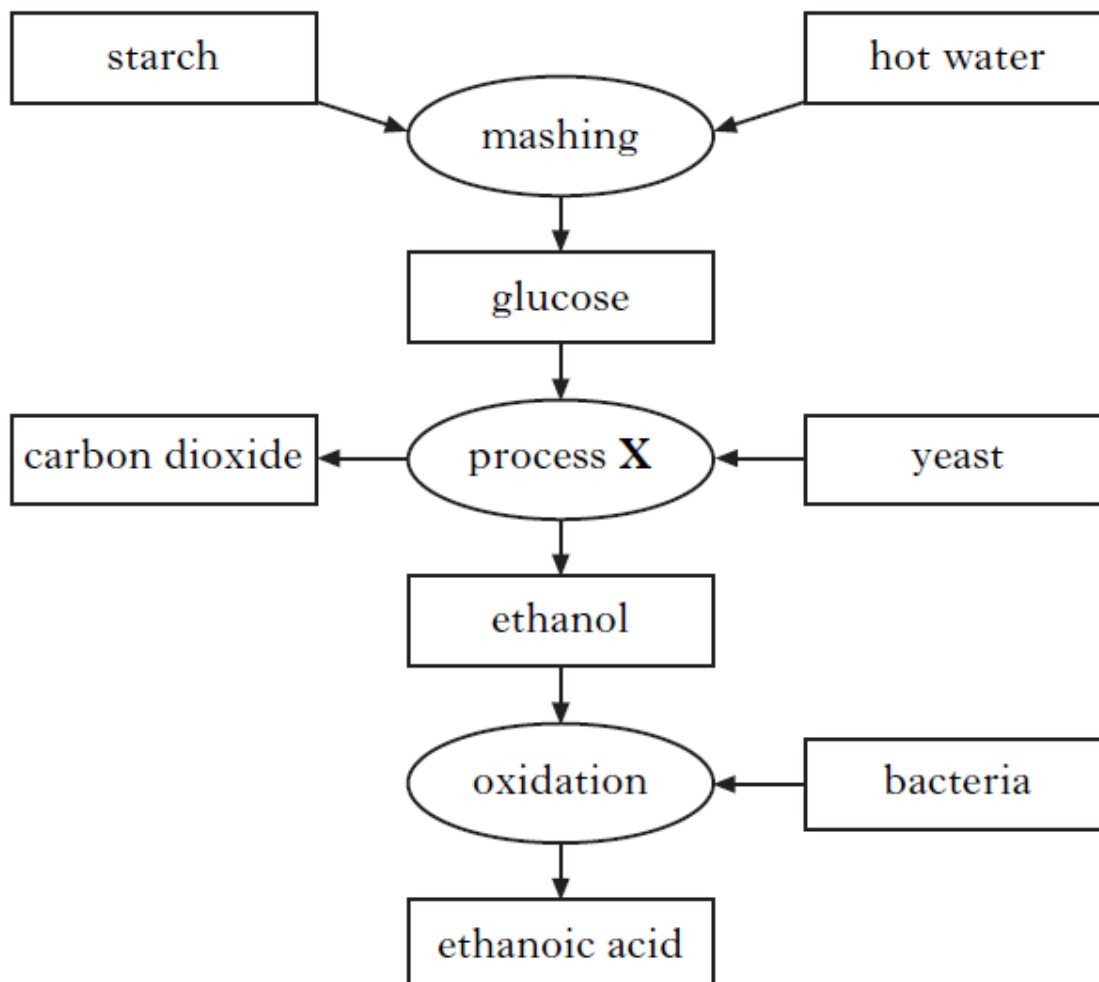 starch
hot water
mashing
glucose
carbon dioxide
process X
yeast
ethanol
oxidation
bacteria
ethanoic acid